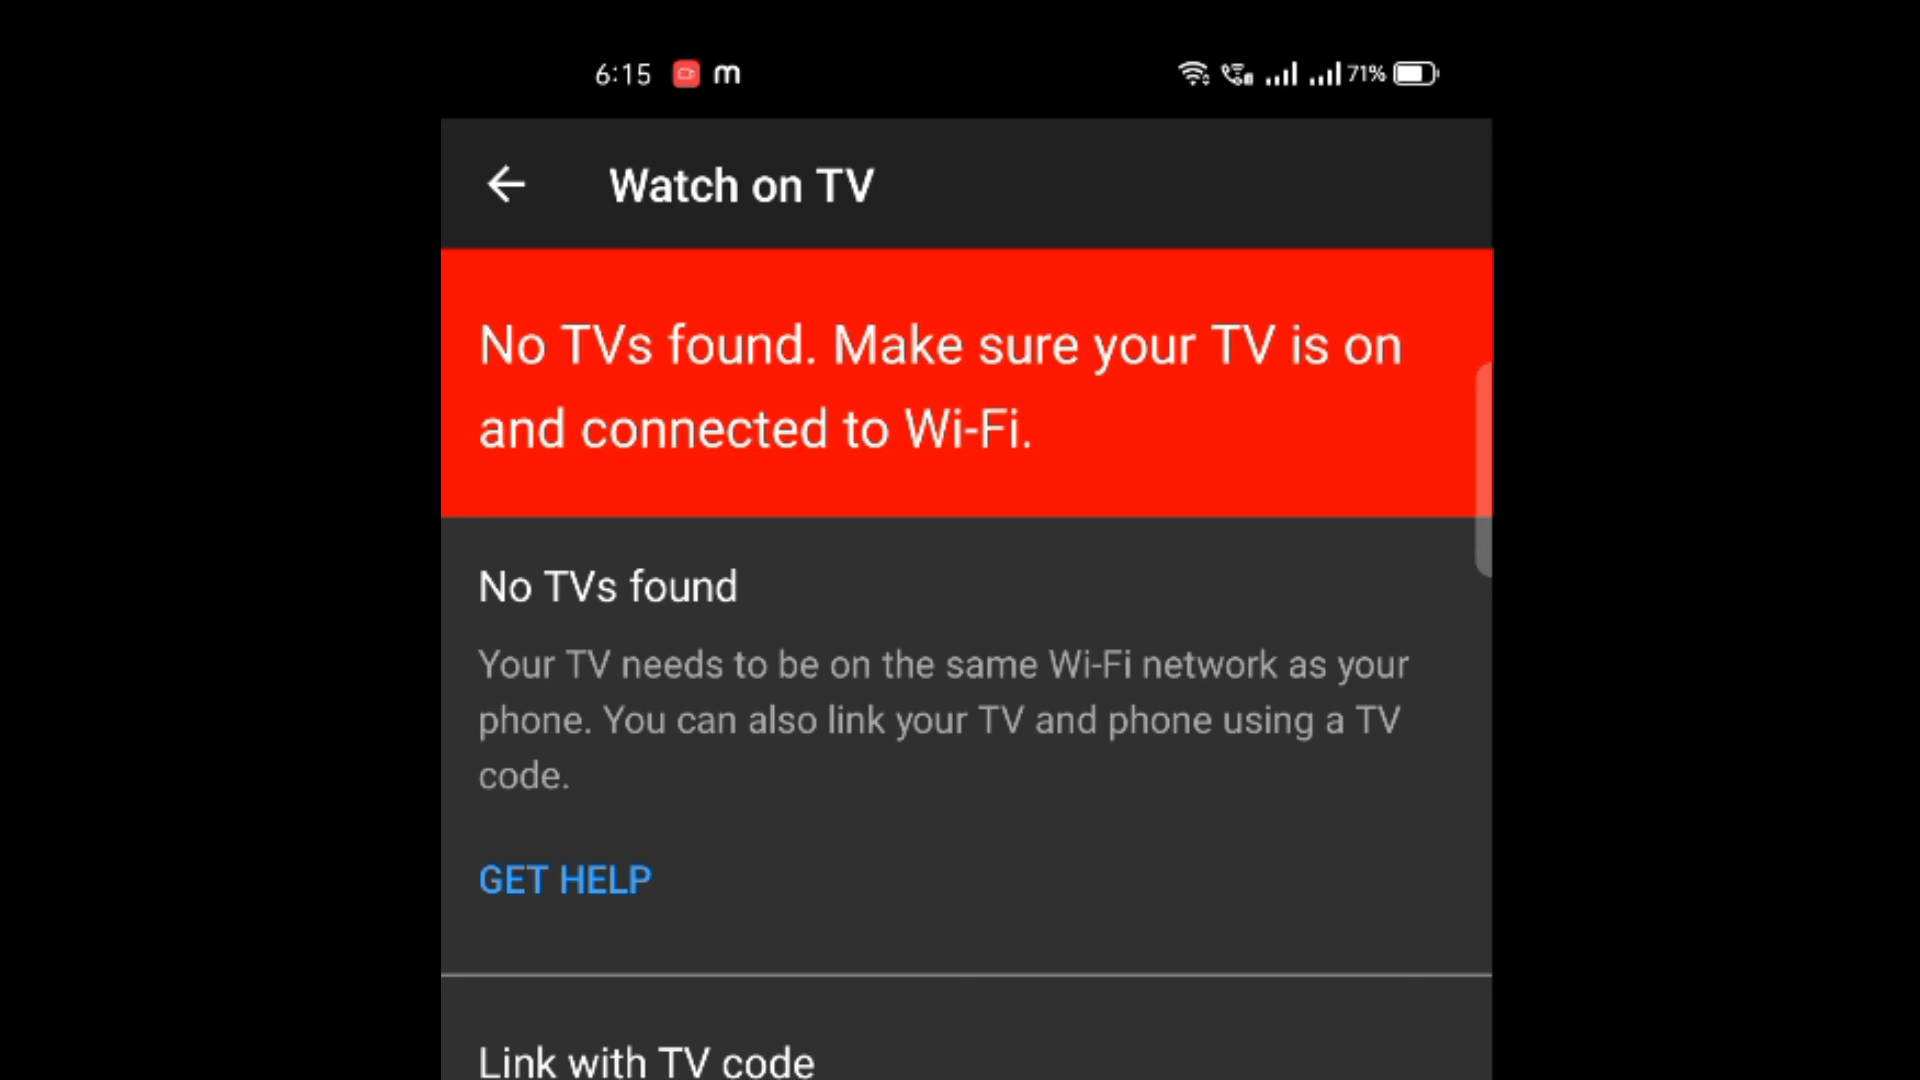 6:15 m 71%
Watch on TV
No TVs found. Make sure your TV is on
and connected to Wi-Fi.
No TVs found
Your TV needs to be on the same Wi-Fi network as your
phone. You can also link your TV and phone using a TV
code.
GET HELP
Link with TV code